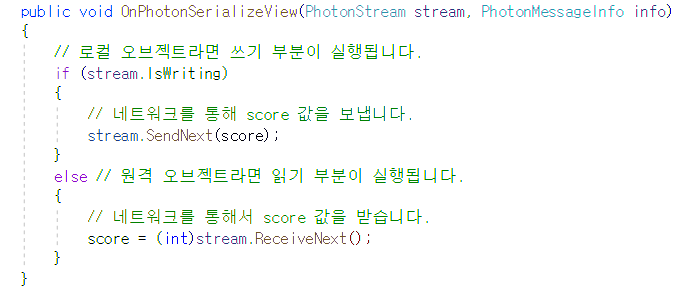 public void OnPhotonSerializeView(PhotonStream stream, PhotonMessageInfo info)
{
// 로컬 오브젝트라면 쓰기 부분이 실행됩니다.
if (stream.IsWriting)
{
// 네트워크를 통해 score 값을 보냅니다.
stream.SendNext(score);
}
else // 원격 오브젝트라면 읽기 부분이 실행됩니다.
{
// 네트워크를 통해서 score 값을 받습니다.
score = (int)stream.ReceiveNext();
}
}